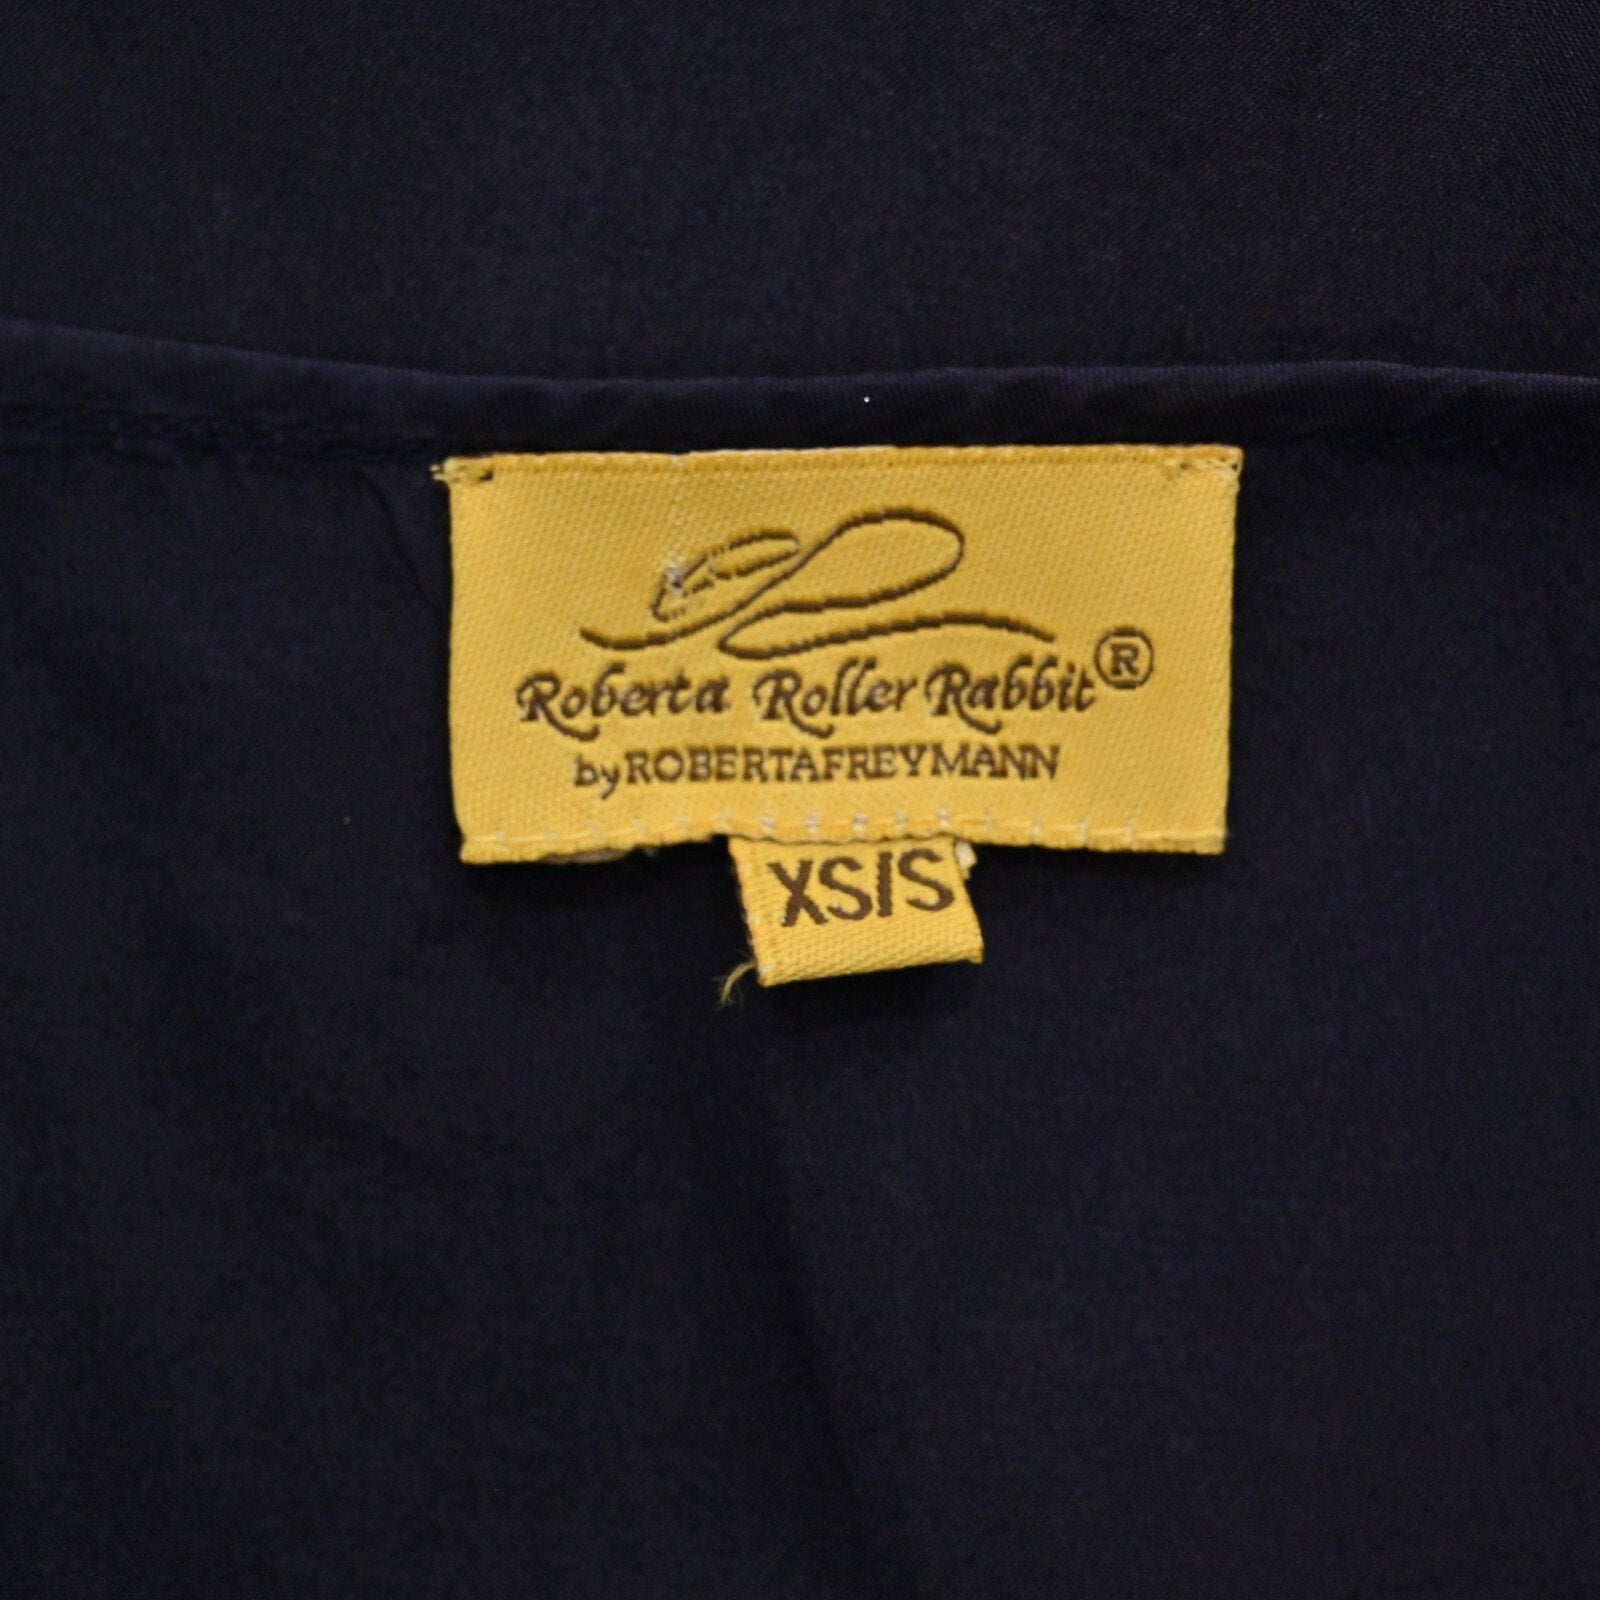 Roberta Roller Rabbit®
by ROBERTAFREYMANN
XS/S